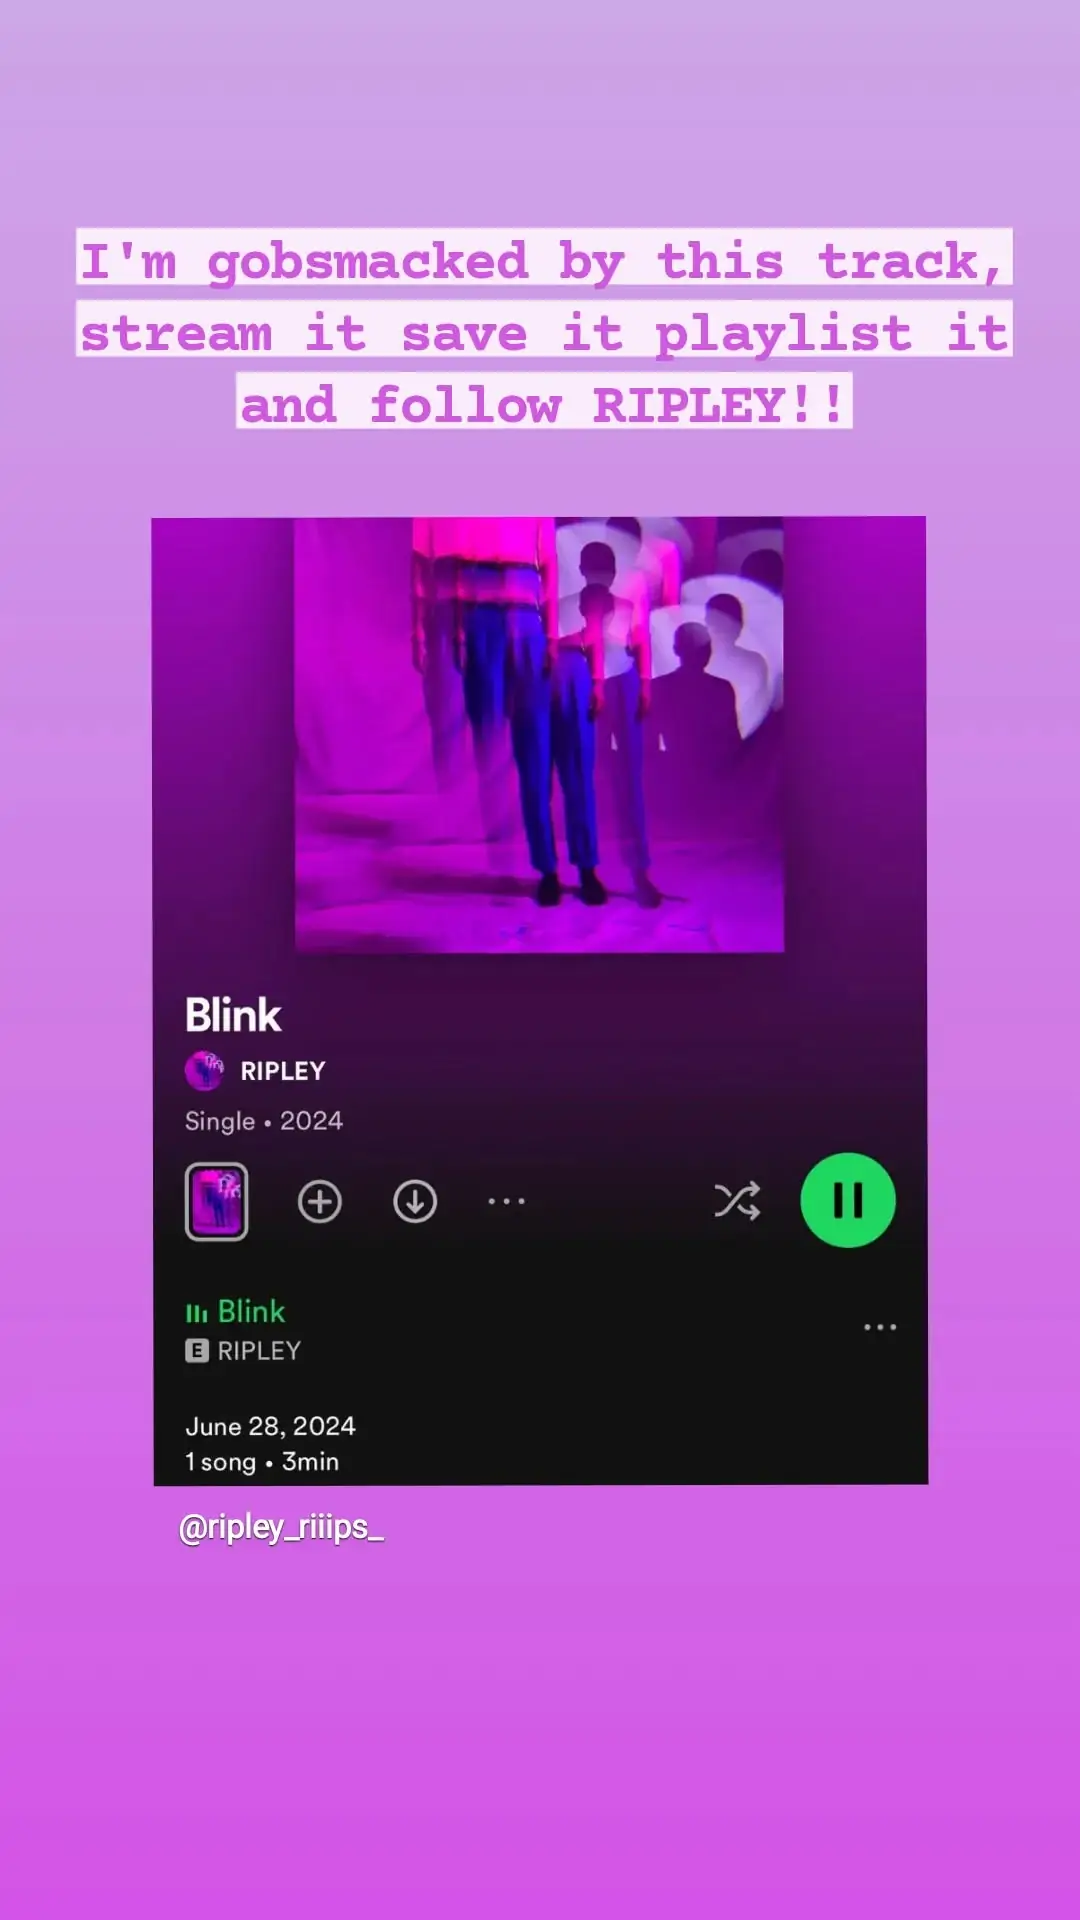 I'm gobsmacked by this track,
stream it save it playlist it
and follow RIPLEY!!
Blink
RIPLEY
Single • 2024
Blink
E RIPLEY
June 28, 2024
1 song • 3min
@ripley_riiips_